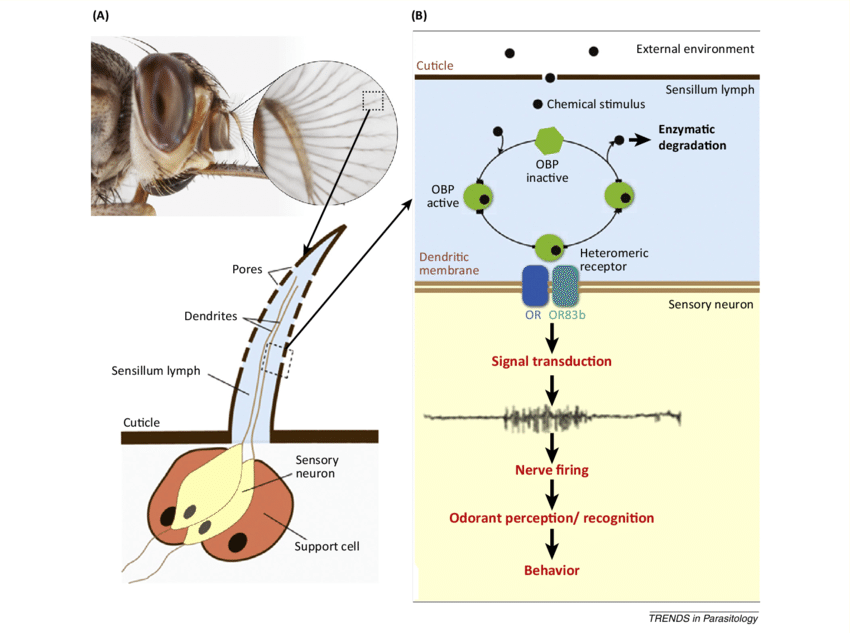 (A)
Pores
Dendrites
Sensillum lymph
Cuticle
Sensory
neuron
Support cell
(B)
External environment
Cuticle
Sensillum lymph
Chemical stimulus
Enzymatic
degradation
OBP
inactive
OBP
active
Heteromeric
receptor
Dendritic
membrane
Sensory neuron
OR OR83b
Signal transduction
Nerve firing
Odorant perception/ recognition
Behavior
TRENDS in Parasitology